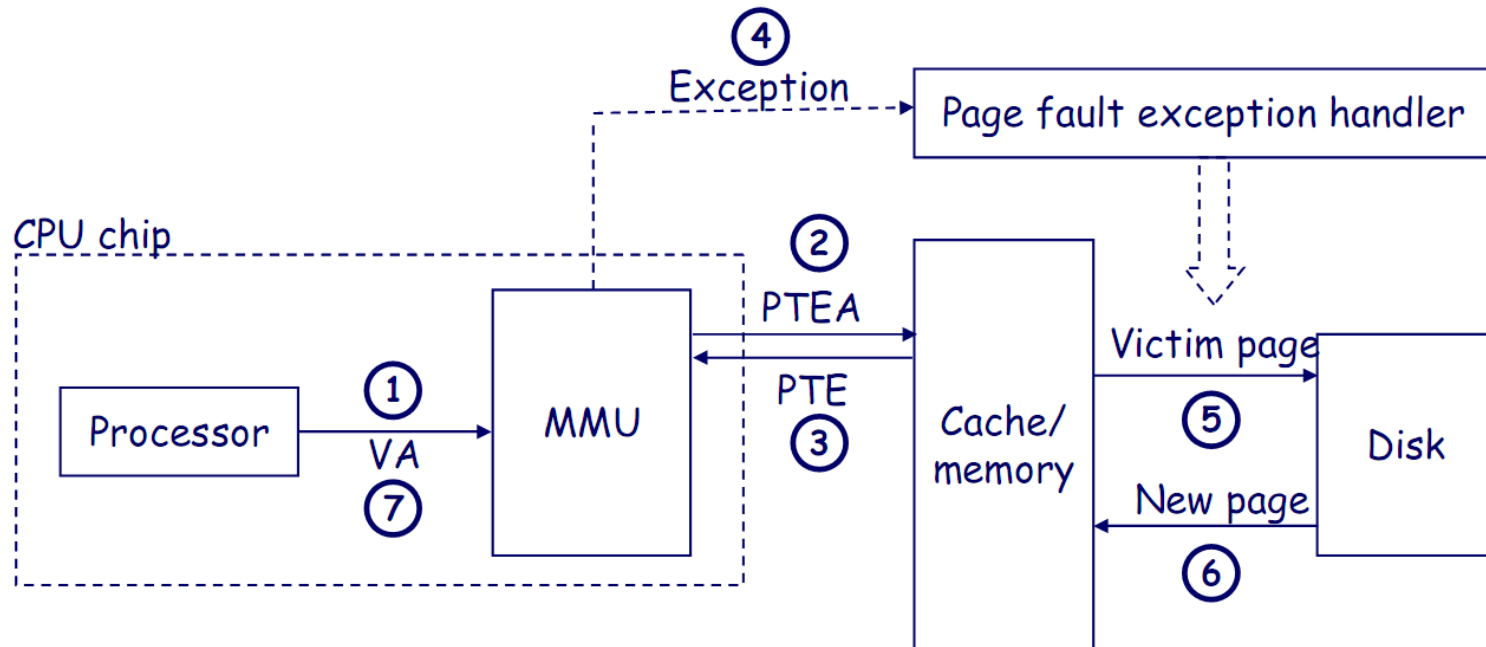 4
Exception
Page fault exception handler
CPU chip
2
PTEA
Victim page
1
Processor
VA
7
MMU
PTE
3
Cache/
memory
5
Disk
New page
6